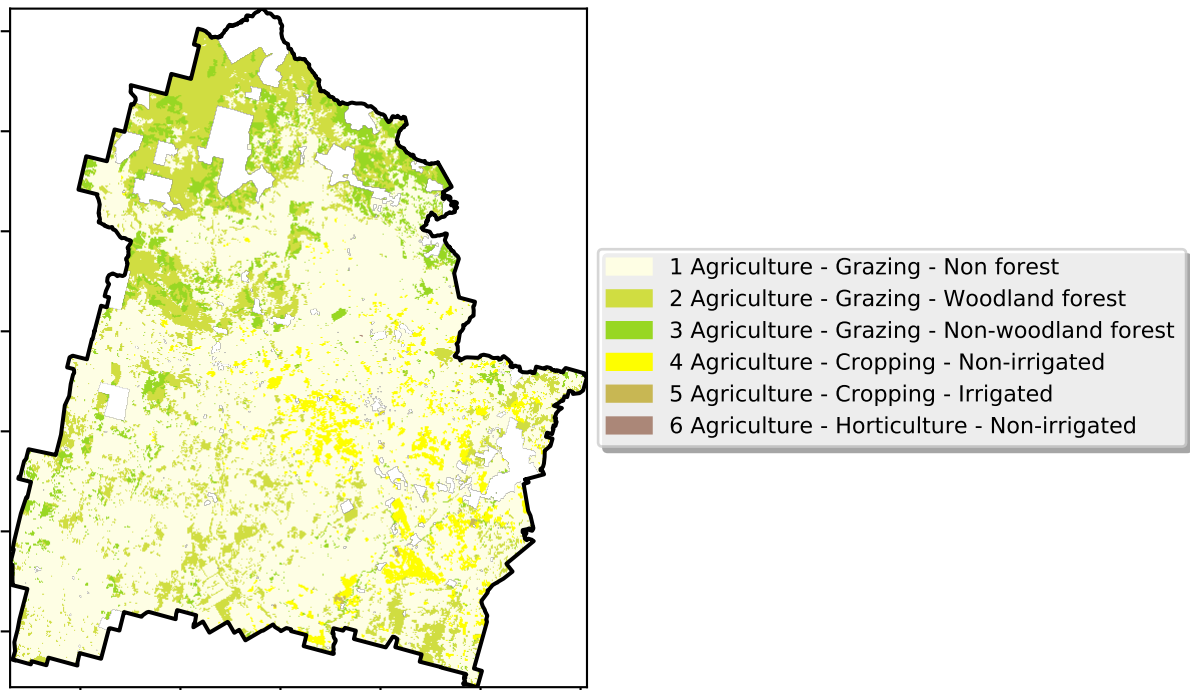 1 Agriculture - Grazing - Non forest
2 Agriculture - Grazing - Woodland forest
3 Agriculture - Grazing - Non-woodland forest
4 Agriculture - Cropping - Non-irrigated
5 Agriculture - Cropping - Irrigated
6 Agriculture - Horticulture - Non-irrigated